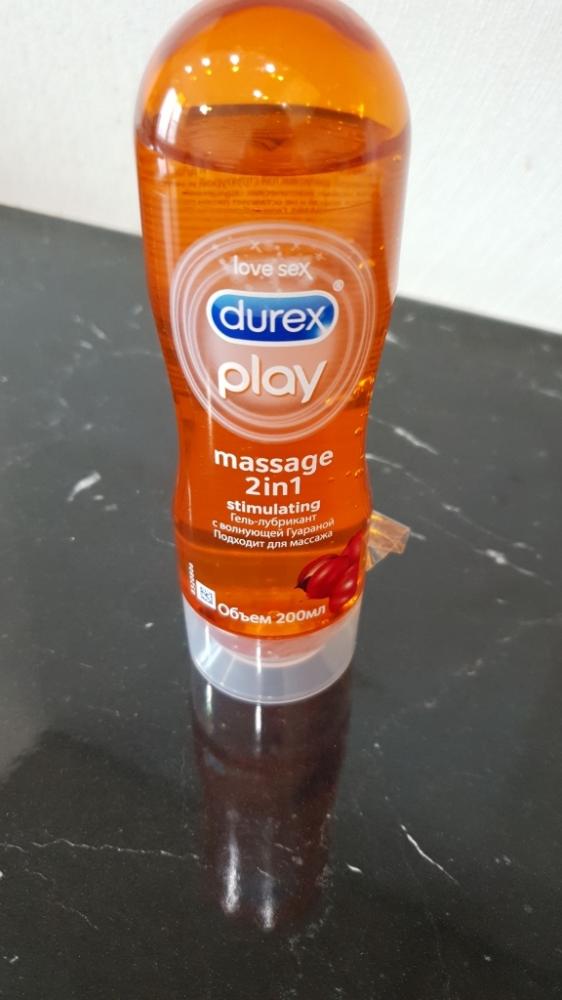 love sex
durex®
play
massage
2in1
stimulating
Гель-лубрикант
с волнующей Гуараной
Подходит для массажа
Объем 200мл